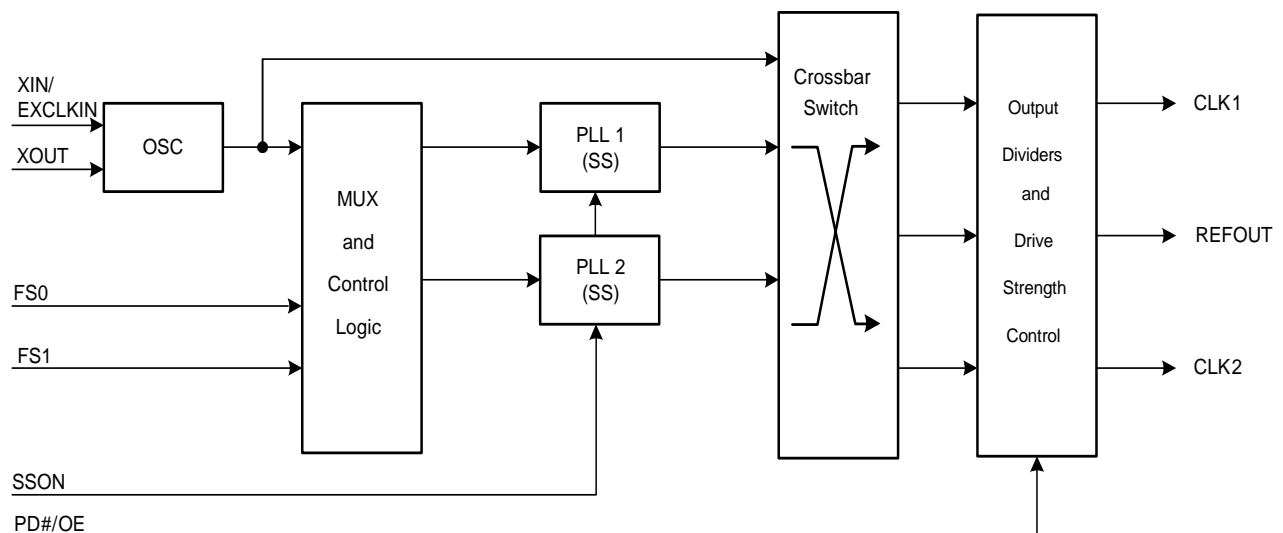 XIN/
EXCLKIN
XOUT
OSC
FS0
FS1
SSON
PD#/OE
MUX
and
Control
Logic
PLL 1
(SS)
PLL 2
(SS)
Crossbar
Switch
Output
Dividers
and
Drive
Strength
Control
CLK1
REFOUT
CLK2